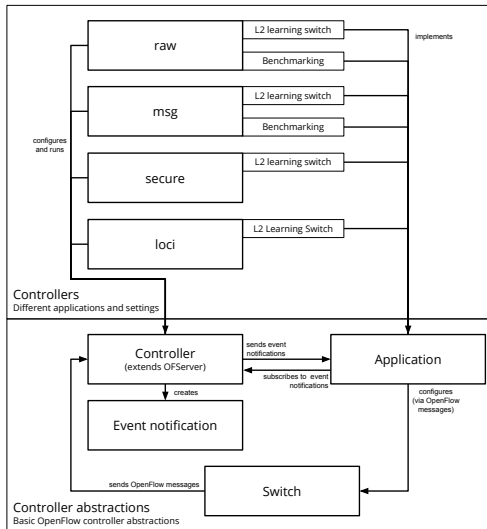 L2 learning switch
raw
implements
Benchmarking
L2 learning switch
msg
Benchmarking
configures
and runs
L2 learning switch
secure
L2 Learning Switch
loci
Controllers
Different applications and settings
Controller
(extends OFServer)
sends event
notifications
Application
subscribes to event
notifications
creates
configures
(via OpenFlow
messages)
Event notification
sends OpenFlow messages
Switch
Controller abstractions
Basic OpenFlow controller abstractions